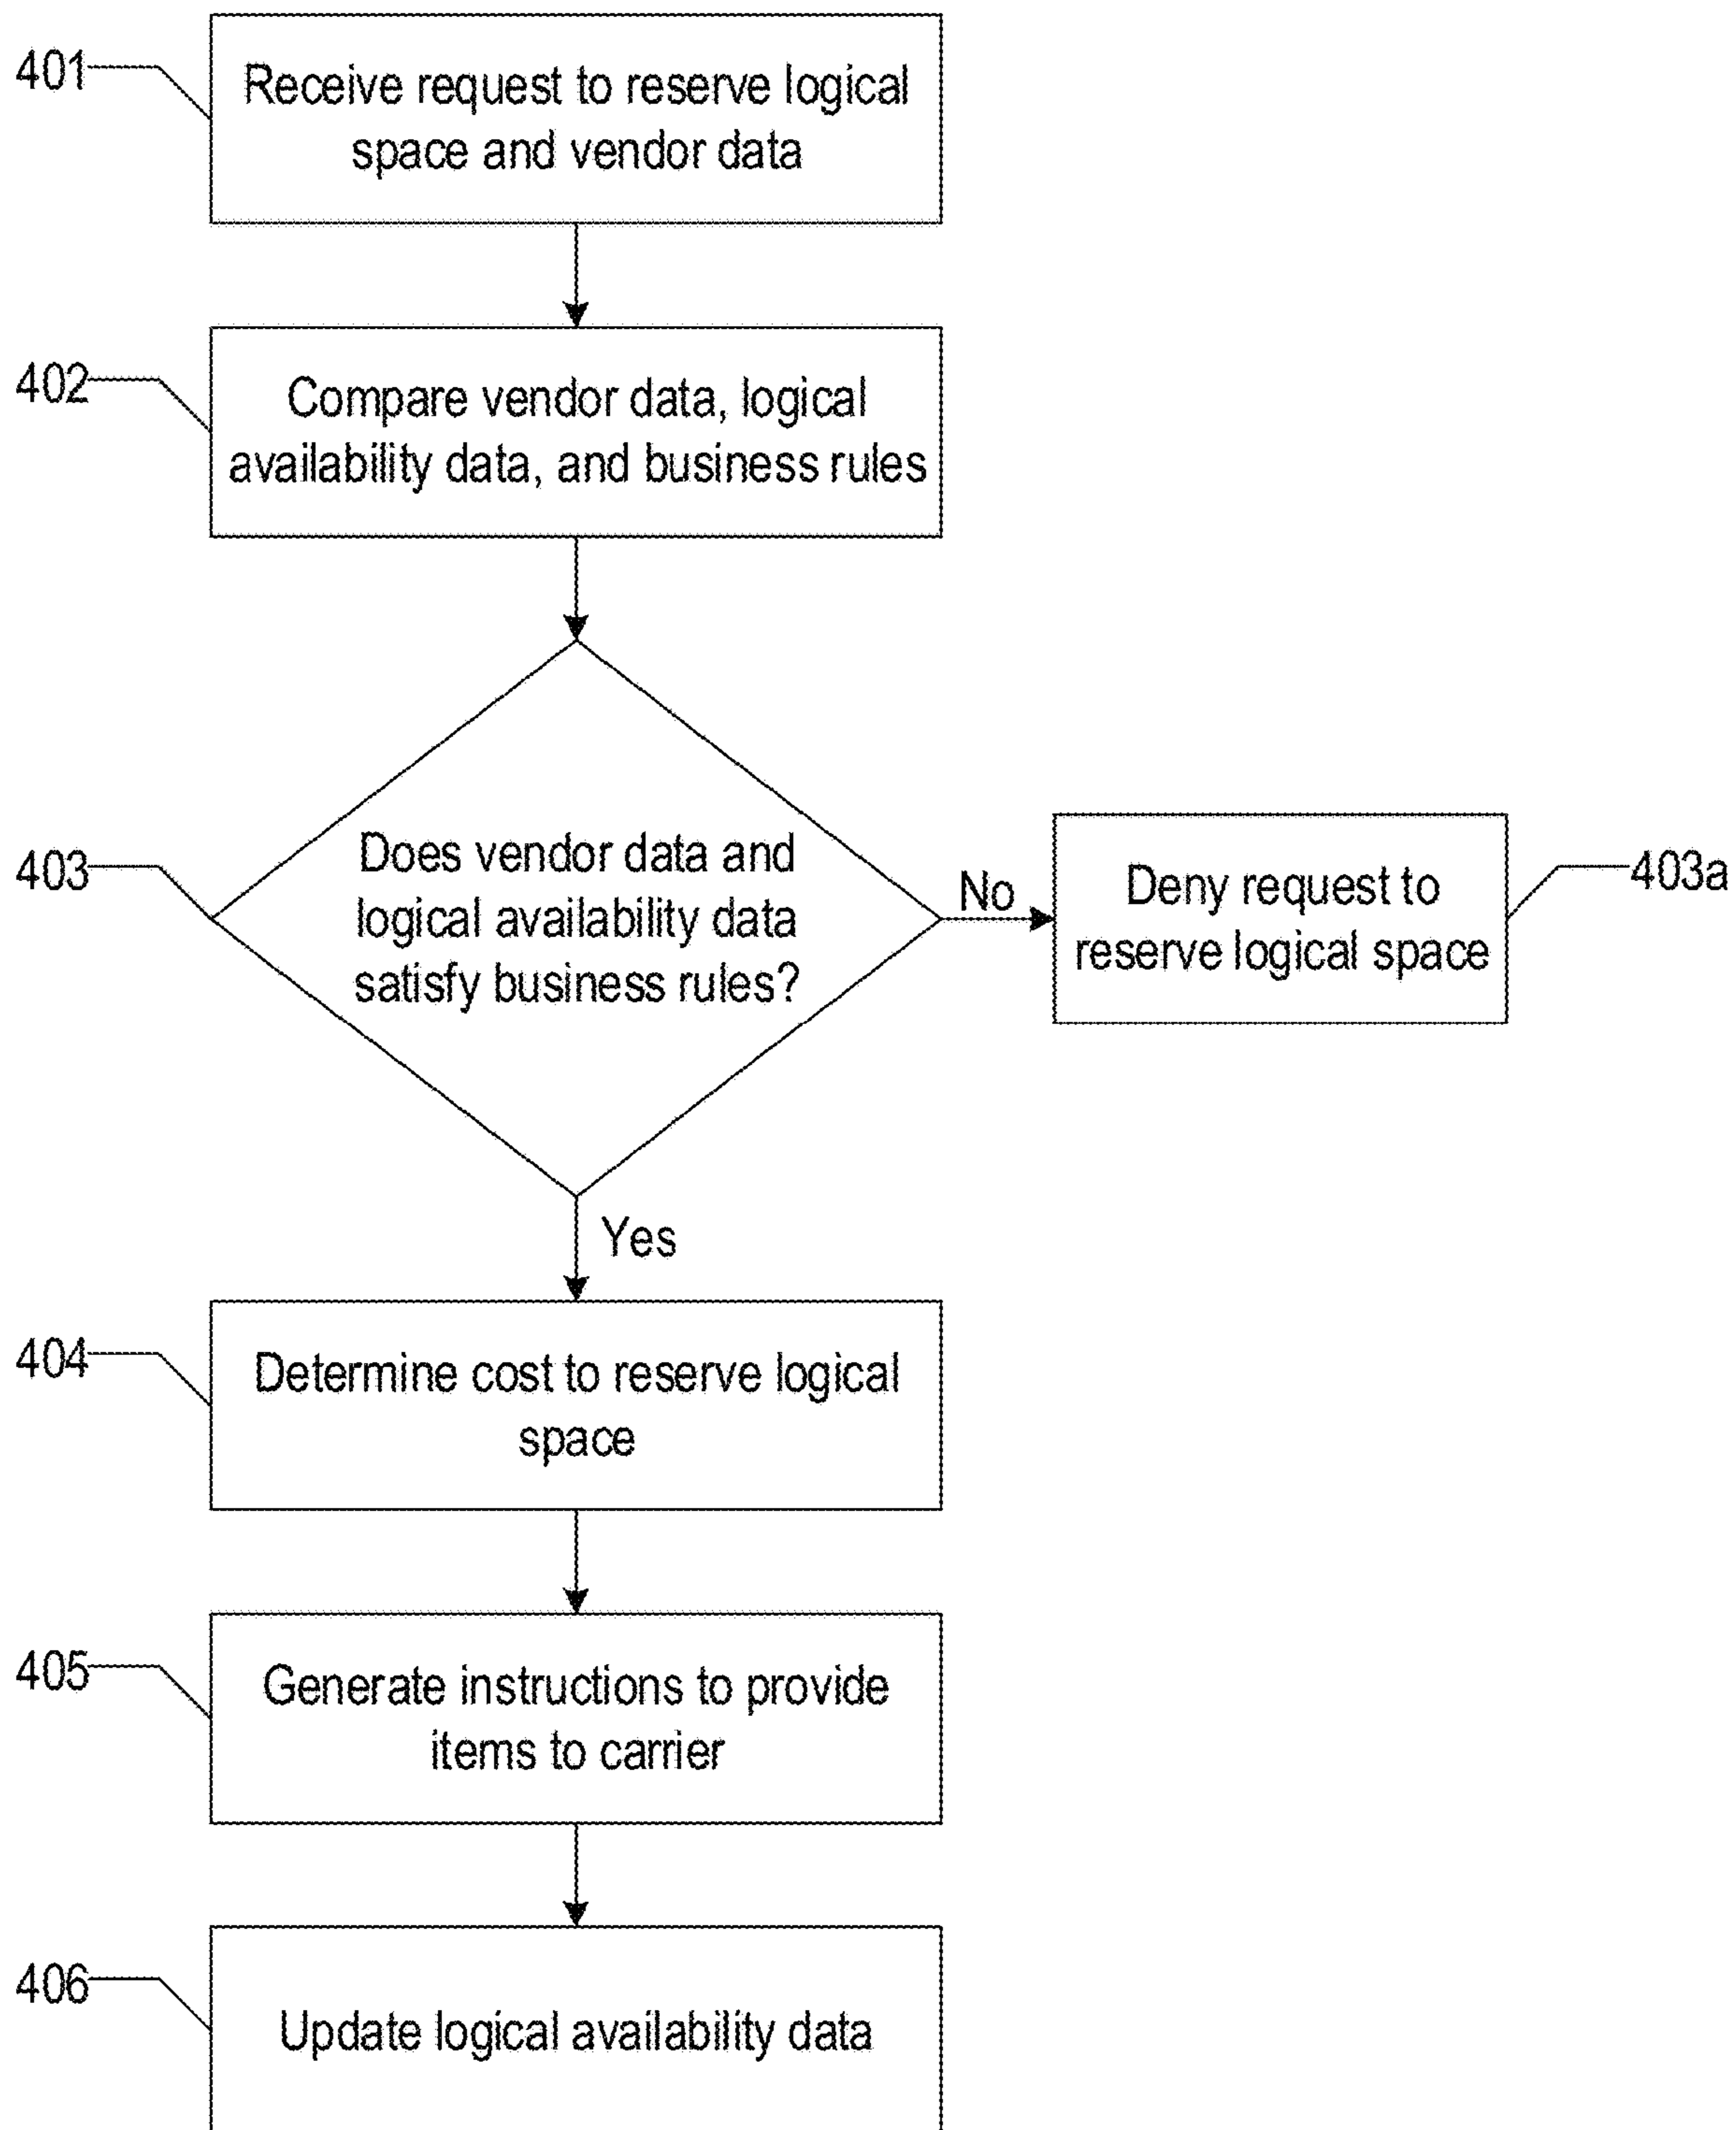 401
Receive request to reserve logical
space and vendor data
402
Compare vendor data, logical
availability data, and business rules
403
Does vendor data and
logical availability data
satisfy business rules?
No
Deny request to
reserve logical space
403a
Yes
404
Determine cost to reserve logical
space
405
Generate instructions to provide
items to carrier
406
Update logical availability data